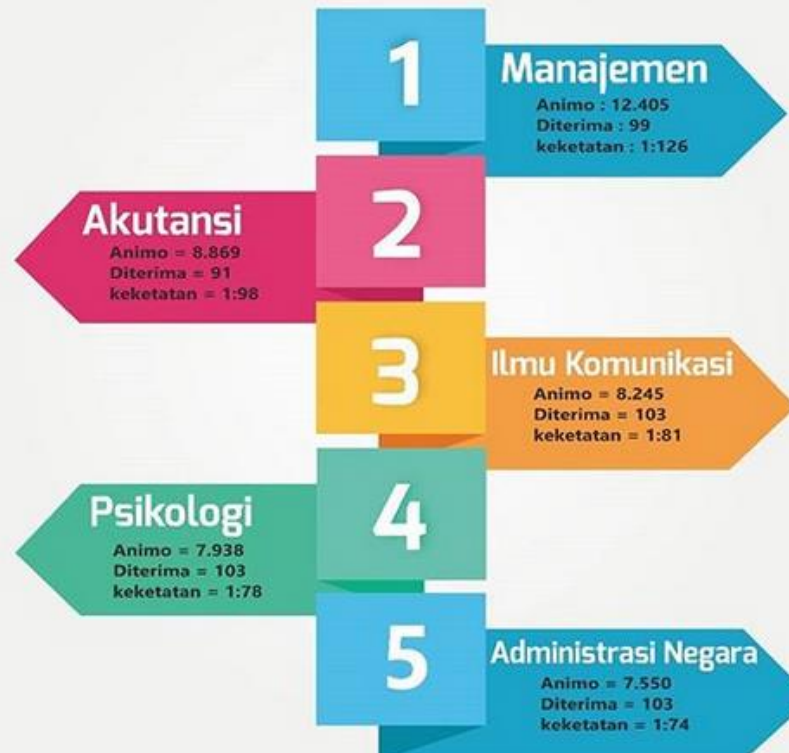 1
Manajemen
Animo : 12.405
Diterima : 99
keketatan : 1:126
2
Akutansi
Animo = 8.869
Diterima = 91
keketatan = 1:98
3
Ilmu Komunikasi
Animo = 8.245
Diterima = 103
keketatan = 1:81
4
Psikologi
Animo = 7.938
Diterima = 103
keketatan = 1:78
5
Administrasi Negara
Animo = 7.550
Diterima = 103
keketatan = 1:74